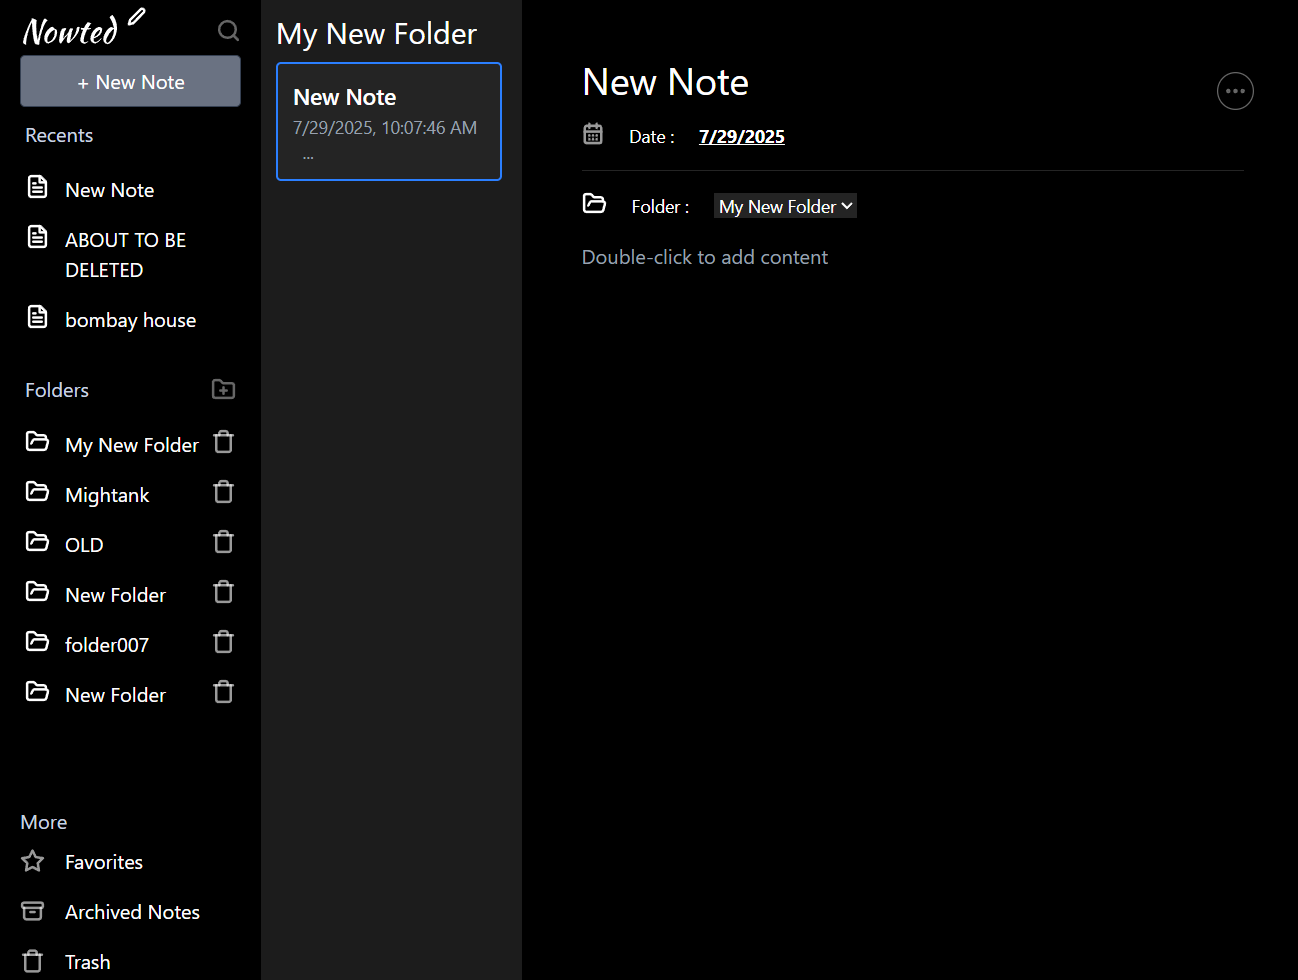 Nowted
+ New Note
Recents
New Note
ABOUT TO BE
DELETED
bombay house
Folders
My New Folder
Mightank
OLD
New Folder
folder007
New Folder
More
Favorites
Archived Notes
Trash
My New Folder
New Note
7/29/2025, 10:07:46 AM
...
New Note
Date : 7/29/2025
Folder : My New Folder
Double-click to add content